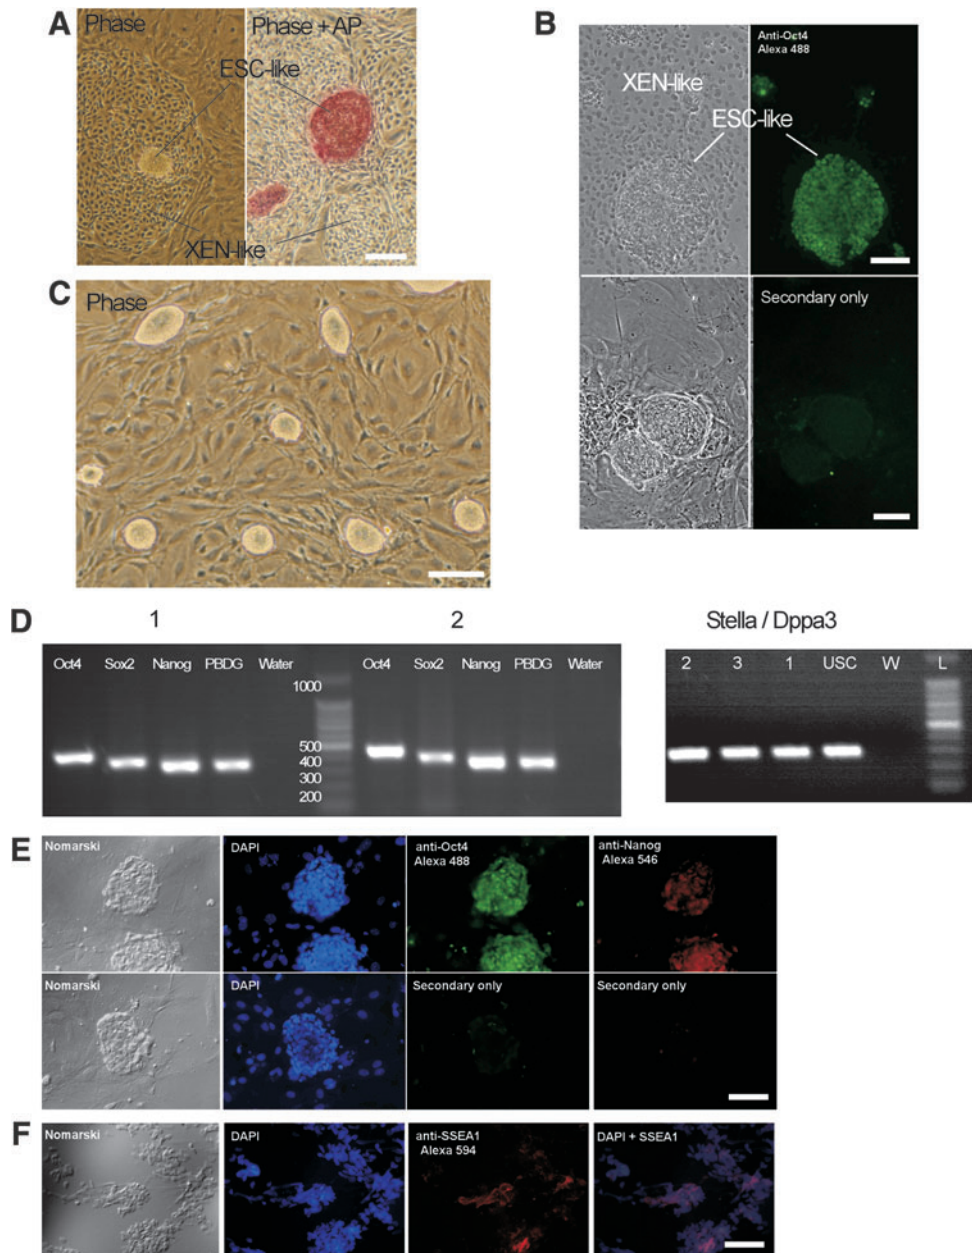 A
Phase
Phase + AP
ESC-like
XEN-like
B
Anti-Oct4
Alexa 488
XEN-like
ESC-like
Secondary only
C
Phase
D
1
2
Stella / Dppa3
Oct4 Sox2 Nanog PBDG Water
1000
500
400
300
200
Oct4 Sox2 Nanog PBDG Water
2 3 1 USC W L
E
Nomarski
DAPI
anti-Oct4
Alexa 488
anti-Nanog
Alexa 546
Nomarski
DAPI
Secondary only
Secondary only
F
Nomarski
DAPI
anti-SSEA1
Alexa 594
DAPI + SSEA1